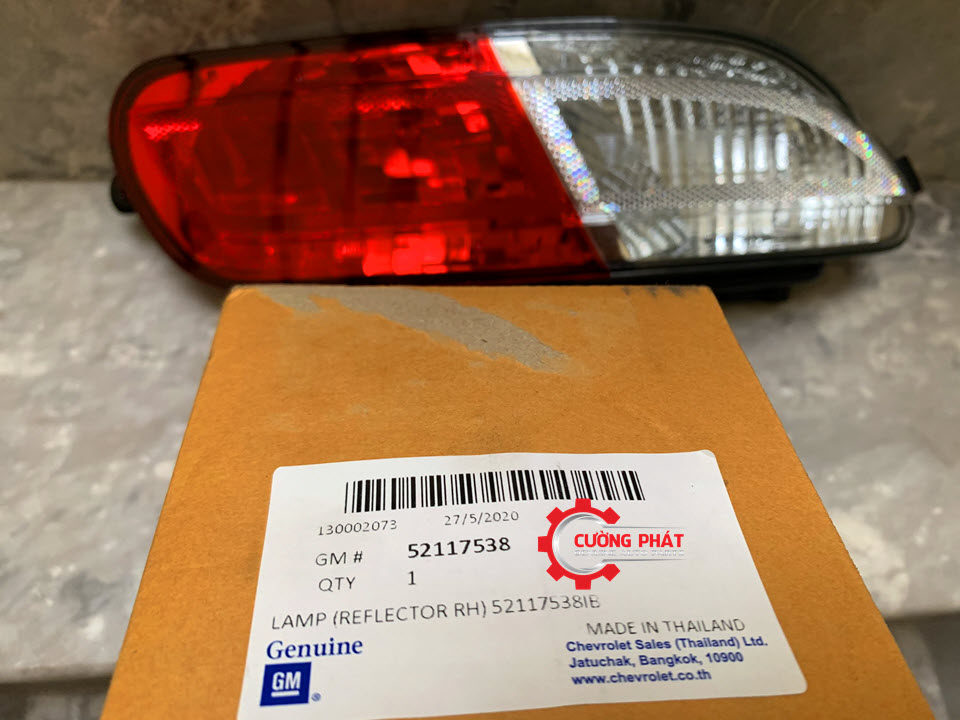 130002073 27/5/2020
GM # 52117538
CƯỜNG PHÁT
QTY 1
LAMP (REFLECTOR RH) 52117538IB
MADE IN THAILAND
Genuine
GM ®
Chevrolet Sales (Thailand) Ltd.
Jatuchak, Bangkok, 10900
www.chevrolet.co.th